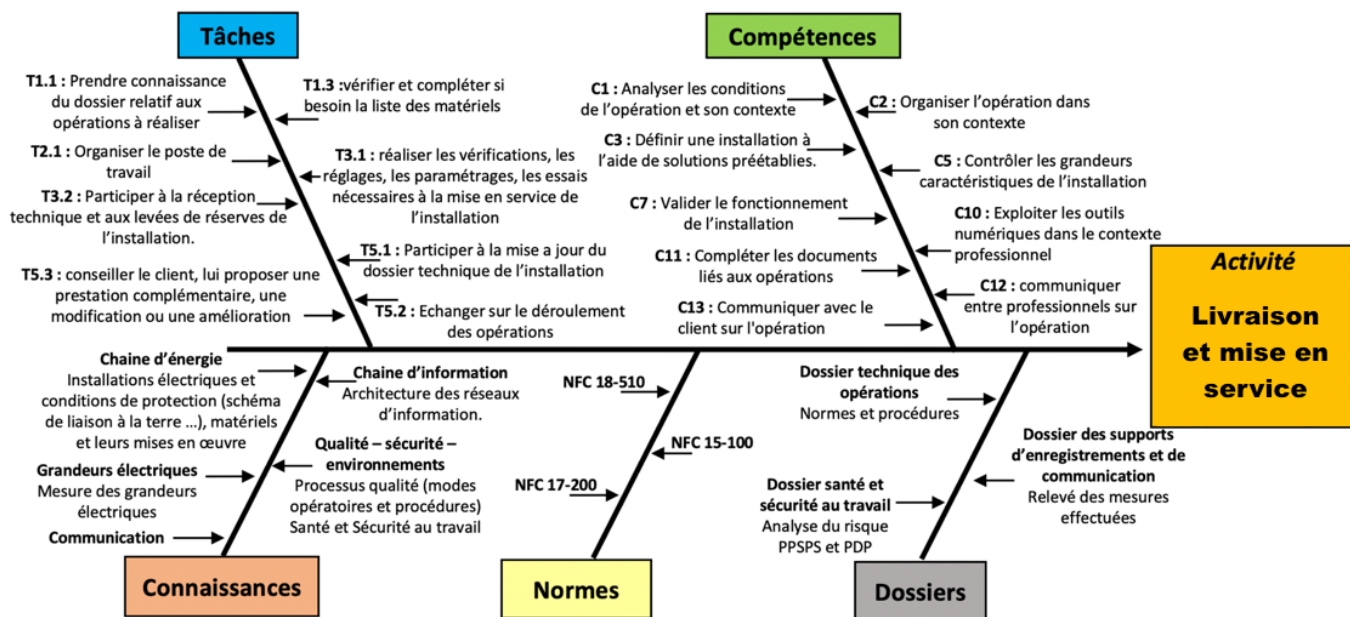 Tâches
T1.1 : Prendre connaissance
du dossier relatif aux
opérations à réaliser
T1.3 :vérifier et compléter si
besoin la liste des matériels
T2.1 : Organiser le poste de
travail
T3.1 : réaliser les vérifications, les
réglages, les paramétrages, les essais
nécessaires à la mise en service de
l’installation
T3.2 : Participer à la réception
technique et aux levées de réserves de
l’installation.
T5.1 : Participer à la mise a jour du
dossier technique de l’installation
T5.3 : conseiller le client, lui proposer une
prestation complémentaire, une
modification ou une amélioration
T5.2 : Echanger sur le déroulement
des opérations
Compétences
C1 : Analyser les conditions
de l’opération et son contexte
C2 : Organiser l’opération dans
son contexte
C3 : Définir une installation à
l’aide de solutions préétablies.
C5 : Contrôler les grandeurs
caractéristiques de l’installation
C7 : Valider le fonctionnement
de l’installation
C10 : Exploiter les outils
numériques dans le contexte
professionnel
C11 : Compléter les documents
liés aux opérations
C12 : communiquer
entre professionnels sur
l’opération
C13 : Communiquer avec le
client sur l'opération
Activité
Livraison
et mise en
service
Chaine d’énergie
Installations électriques et
conditions de protection (schéma
de liaison à la terre …), matériels
et leurs mises en œuvre
Chaine d’information
Architecture des réseaux
d’information.
Grandeurs électriques
Mesure des grandeurs
électriques
Qualité – sécurité –
environnements
Processus qualité (modes
opératoires et procédures)
Santé et Sécurité au travail
Communication
Connaissances
NFC 18-510
NFC 15-100
NFC 17-200
Normes
Dossier technique des
opérations
Normes et procédures
Dossier des supports
d’enregistrements et de
communication
Relevé des mesures
effectuées
Dossier santé et
sécurité au travail
Analyse du risque
PPSPS et PDP
Dossiers